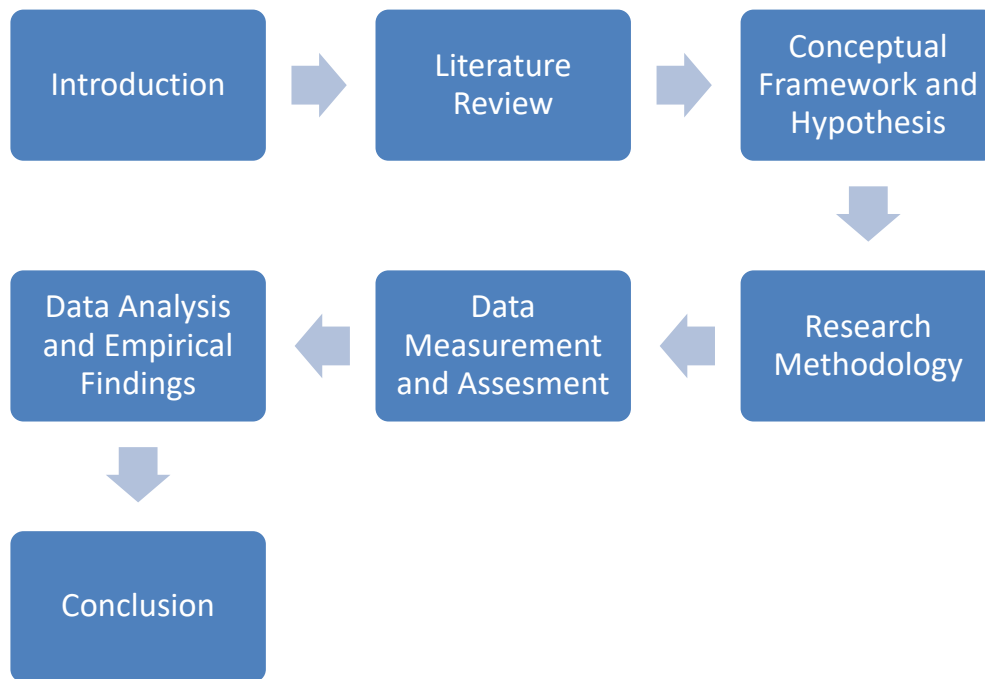 Introduction
Literature
Review
Conceptual
Framework and
Hypothesis
Research
Methodology
Data
Measurement
and Assesment
Data Analysis
and Empirical
Findings
Conclusion